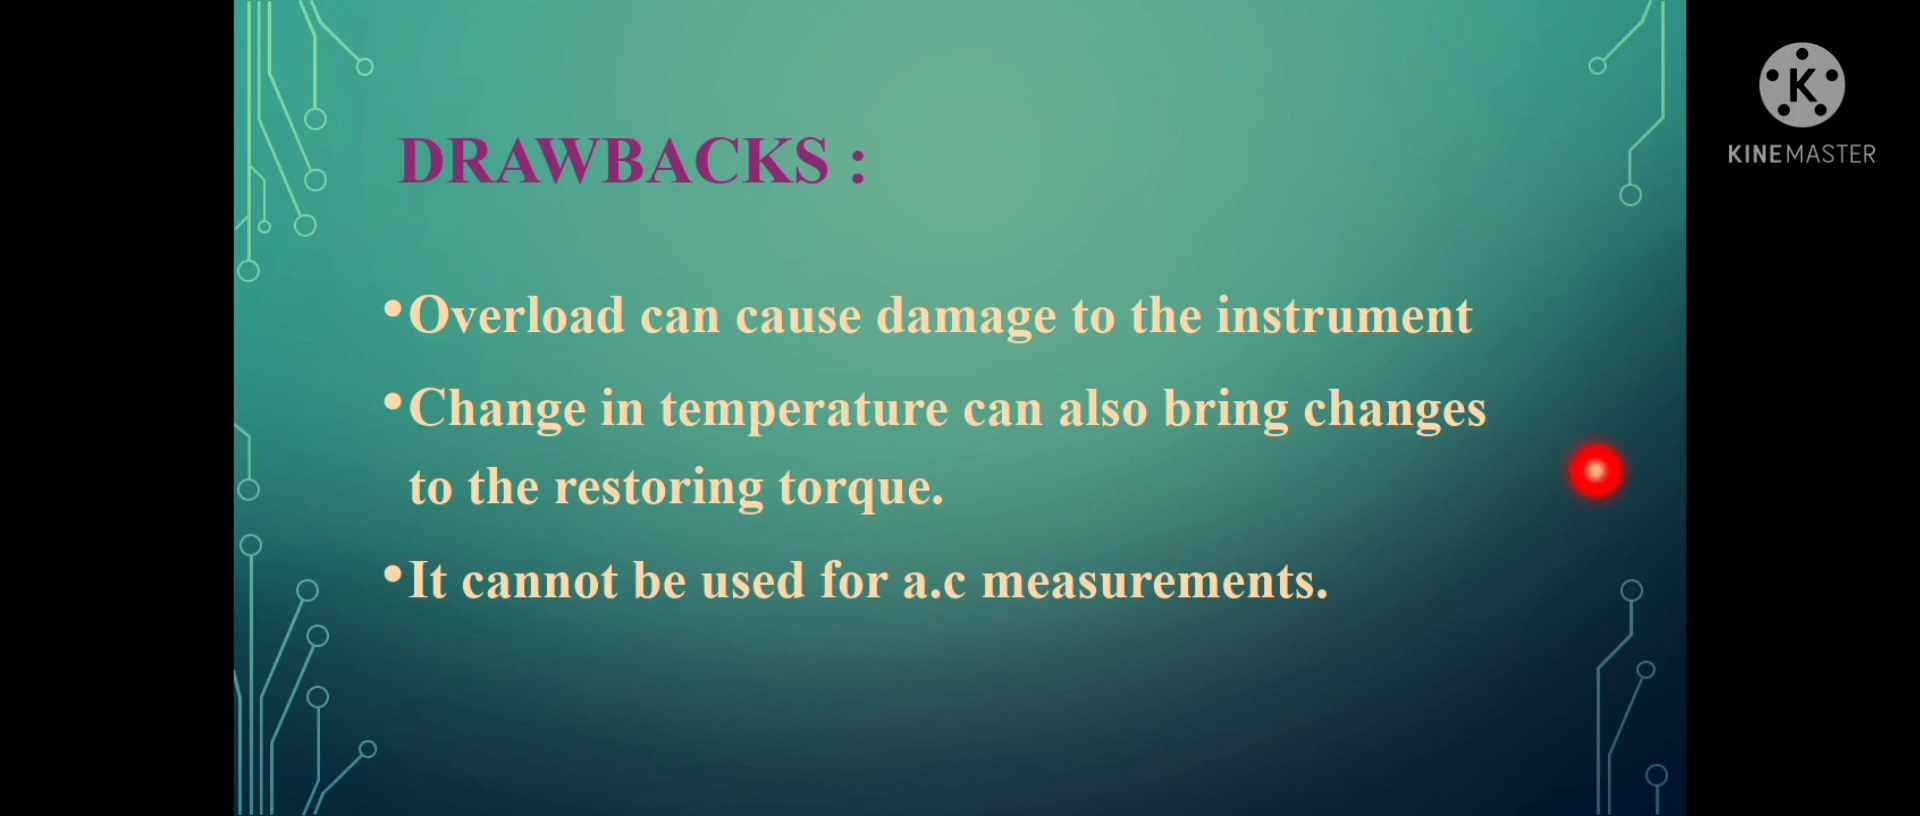 DRAWBACKS :
•Overload can cause damage to the instrument
•Change in temperature can also bring changes
to the restoring torque.
•It cannot be used for a.c measurements.
K
KINEMASTER